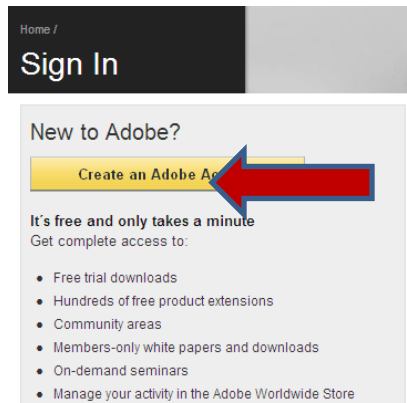 Home /
Sign In
New to Adobe?
Create an Adobe
It´s free and only takes a minute
Get complete access to:
Free trial downloads
Hundreds of free product extensions
Community areas
Members-only white papers and downloads
On-demand seminars
Manage your activity in the Adobe Worldwide Store